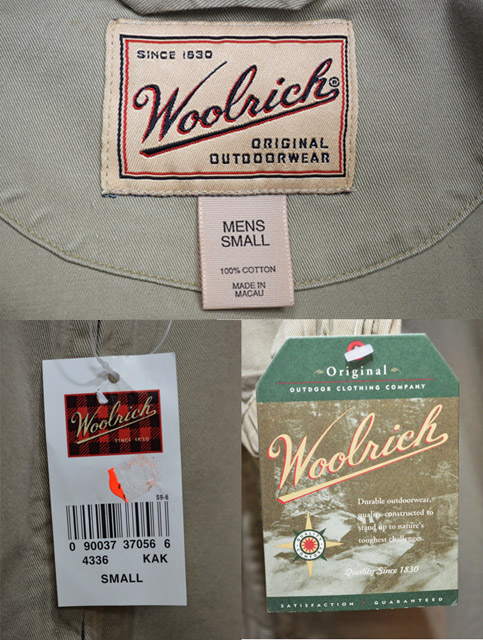 SINCE 1830
Woolrich®
ORIGINAL
OUTDOORWEAR
MENS
SMALL
100% COTTON
MADE IN
MACAU
Woolrich
SINCE 1830
S9-6
0 90037 37056 6
4336 KAK
SMALL
Original
OUTDOOR CLOTHING COMPANY
Woolrich
Durable outdoorwear,
quality-constructed to
stand up to nature's
toughest challenges.
Quality Since 1830
SATISFACTION · GUARANTEED